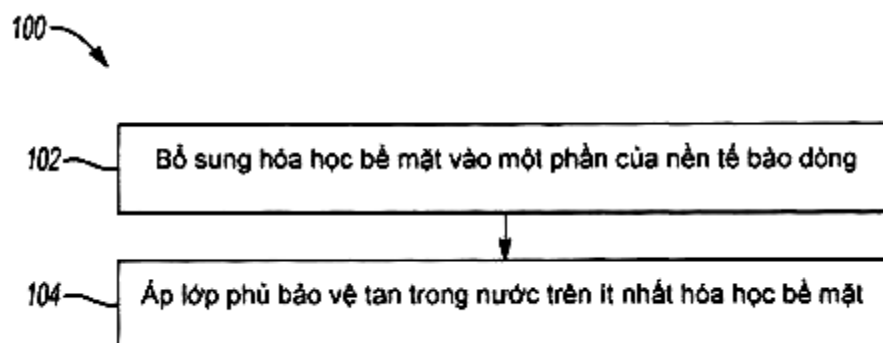 100
102
Bổ sung hóa học bề mặt vào một phần của nền tế bào dòng
104
Áp lớp phủ bảo vệ tan trong nước trên ít nhất hóa học bề mặt